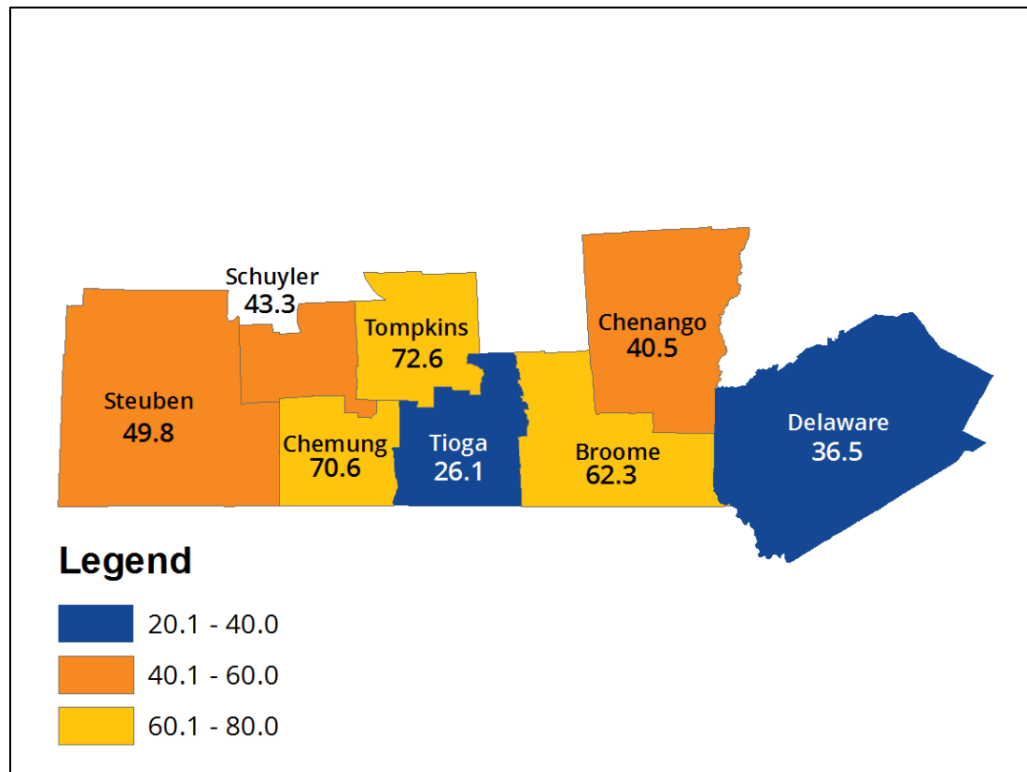 Schuyler
43.3
Tompkins
72.6
Chenango
40.5
Steuben
49.8
Chemung
70.6
Tioga
26.1
Broome
62.3
Delaware
36.5
Legend
20.1 - 40.0
40.1 - 60.0
60.1 - 80.0